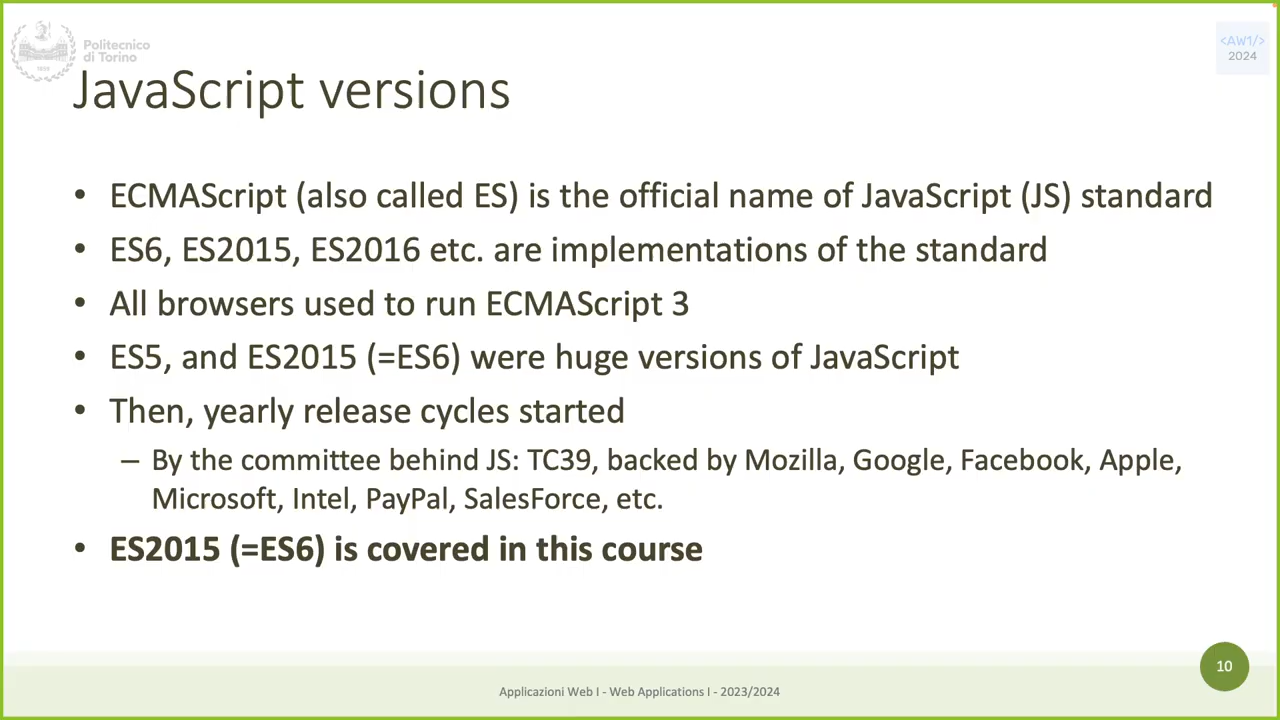 Politecnico
di Torino
<AW1/>
2024
JavaScript versions
• ECMAScript (also called ES) is the official name of JavaScript (JS) standard
• ES6, ES2015, ES2016 etc. are implementations of the standard
• All browsers used to run ECMAScript 3
• ES5, and ES2015 (=ES6) were huge versions of JavaScript
• Then, yearly release cycles started
– By the committee behind JS: TC39, backed by Mozilla, Google, Facebook, Apple,
Microsoft, Intel, PayPal, SalesForce, etc.
• ES2015 (=ES6) is covered in this course
10
Applicazioni Web I - Web Applications I - 2023/2024